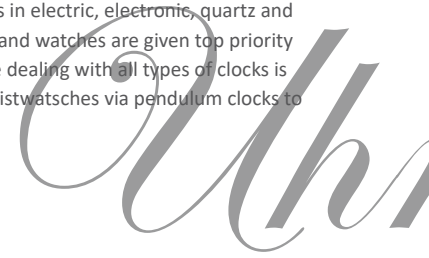 s in electric, electronic, quartz and
and watches are given top priority
e dealing with all types of clocks is
istwatsches via pendulum clocks to
Uhr